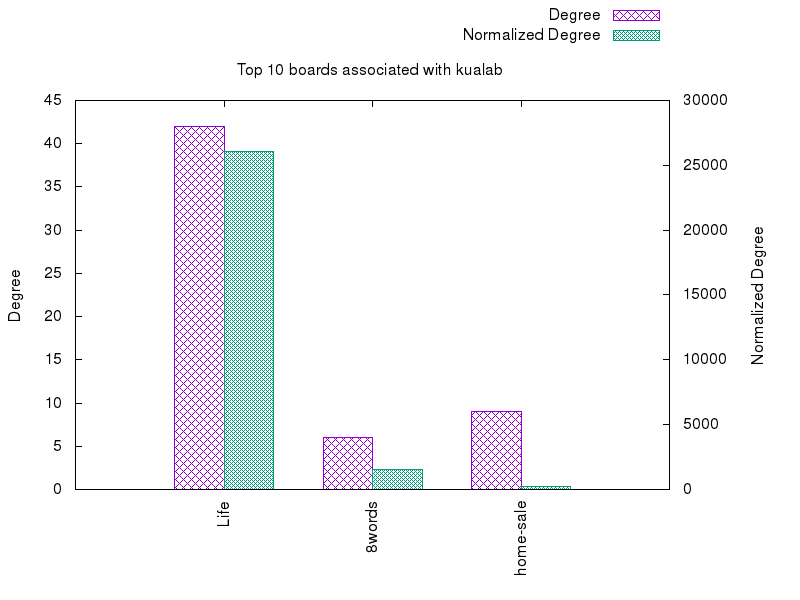 Degree
Normalized Degree
Top 10 boards associated with kualab
45
40
35
30
25
20
15
10
5
0
30000
25000
20000
15000
10000
5000
0
Degree
Normalized Degree
Life
8words
home-sale